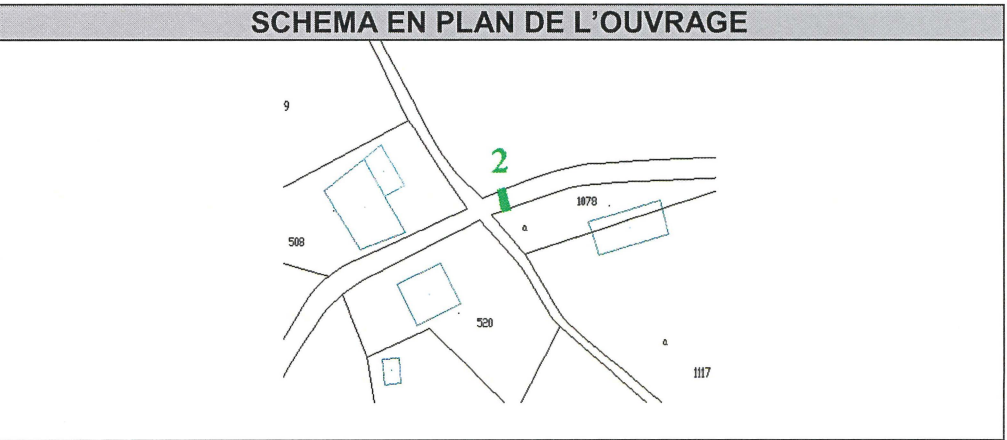 SCHEMA EN PLAN DE L'OUVRAGE
9
2
1078
a
508
520
a
1117